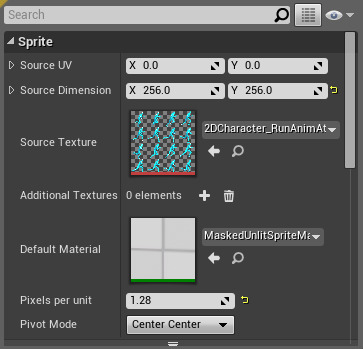 Search
Sprite
Source UV X 0.0 Y 0.0
Source Dimension X 256.0 Y 256.0
Source Texture 2DCharacter_RunAnimAt
Additional Textures 0 elements
Default Material MaskedUnlitSpriteMa
Pixels per unit 1.28
Pivot Mode Center Center